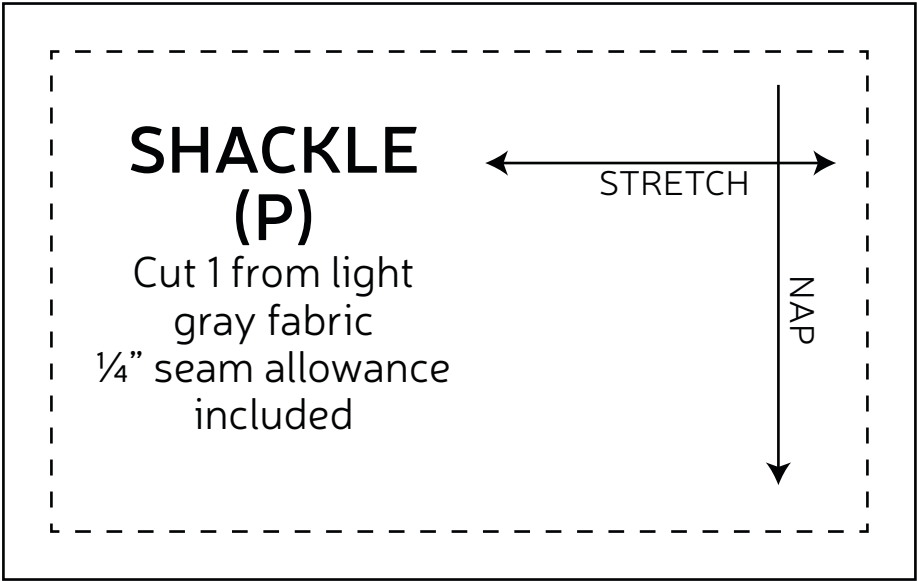 SHACKLE
(P)
Cut 1 from light
gray fabric
¼” seam allowance
included
STRETCH
NAP